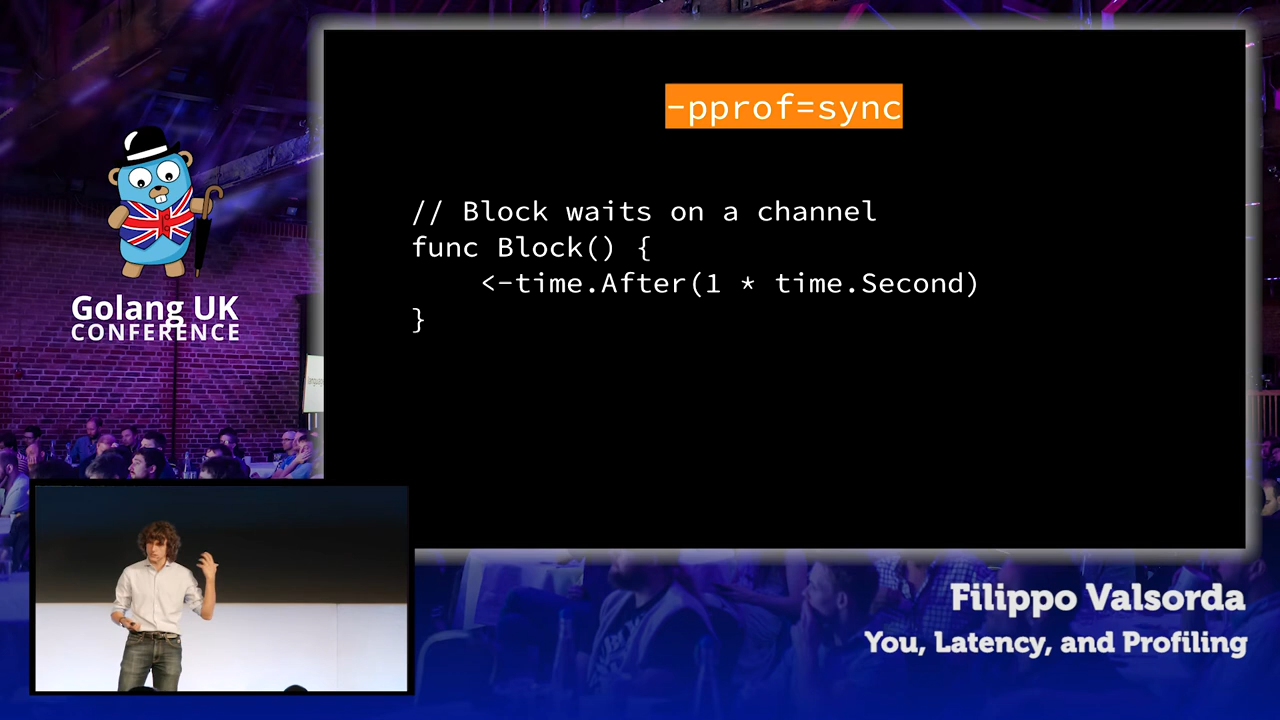 -pprof=sync
// Block waits on a channel
func Block() {
    <-time.After(1 * time.Second)
}
Golang UK
CONFERENCE
Filippo Valsorda
You, Latency, and Profiling